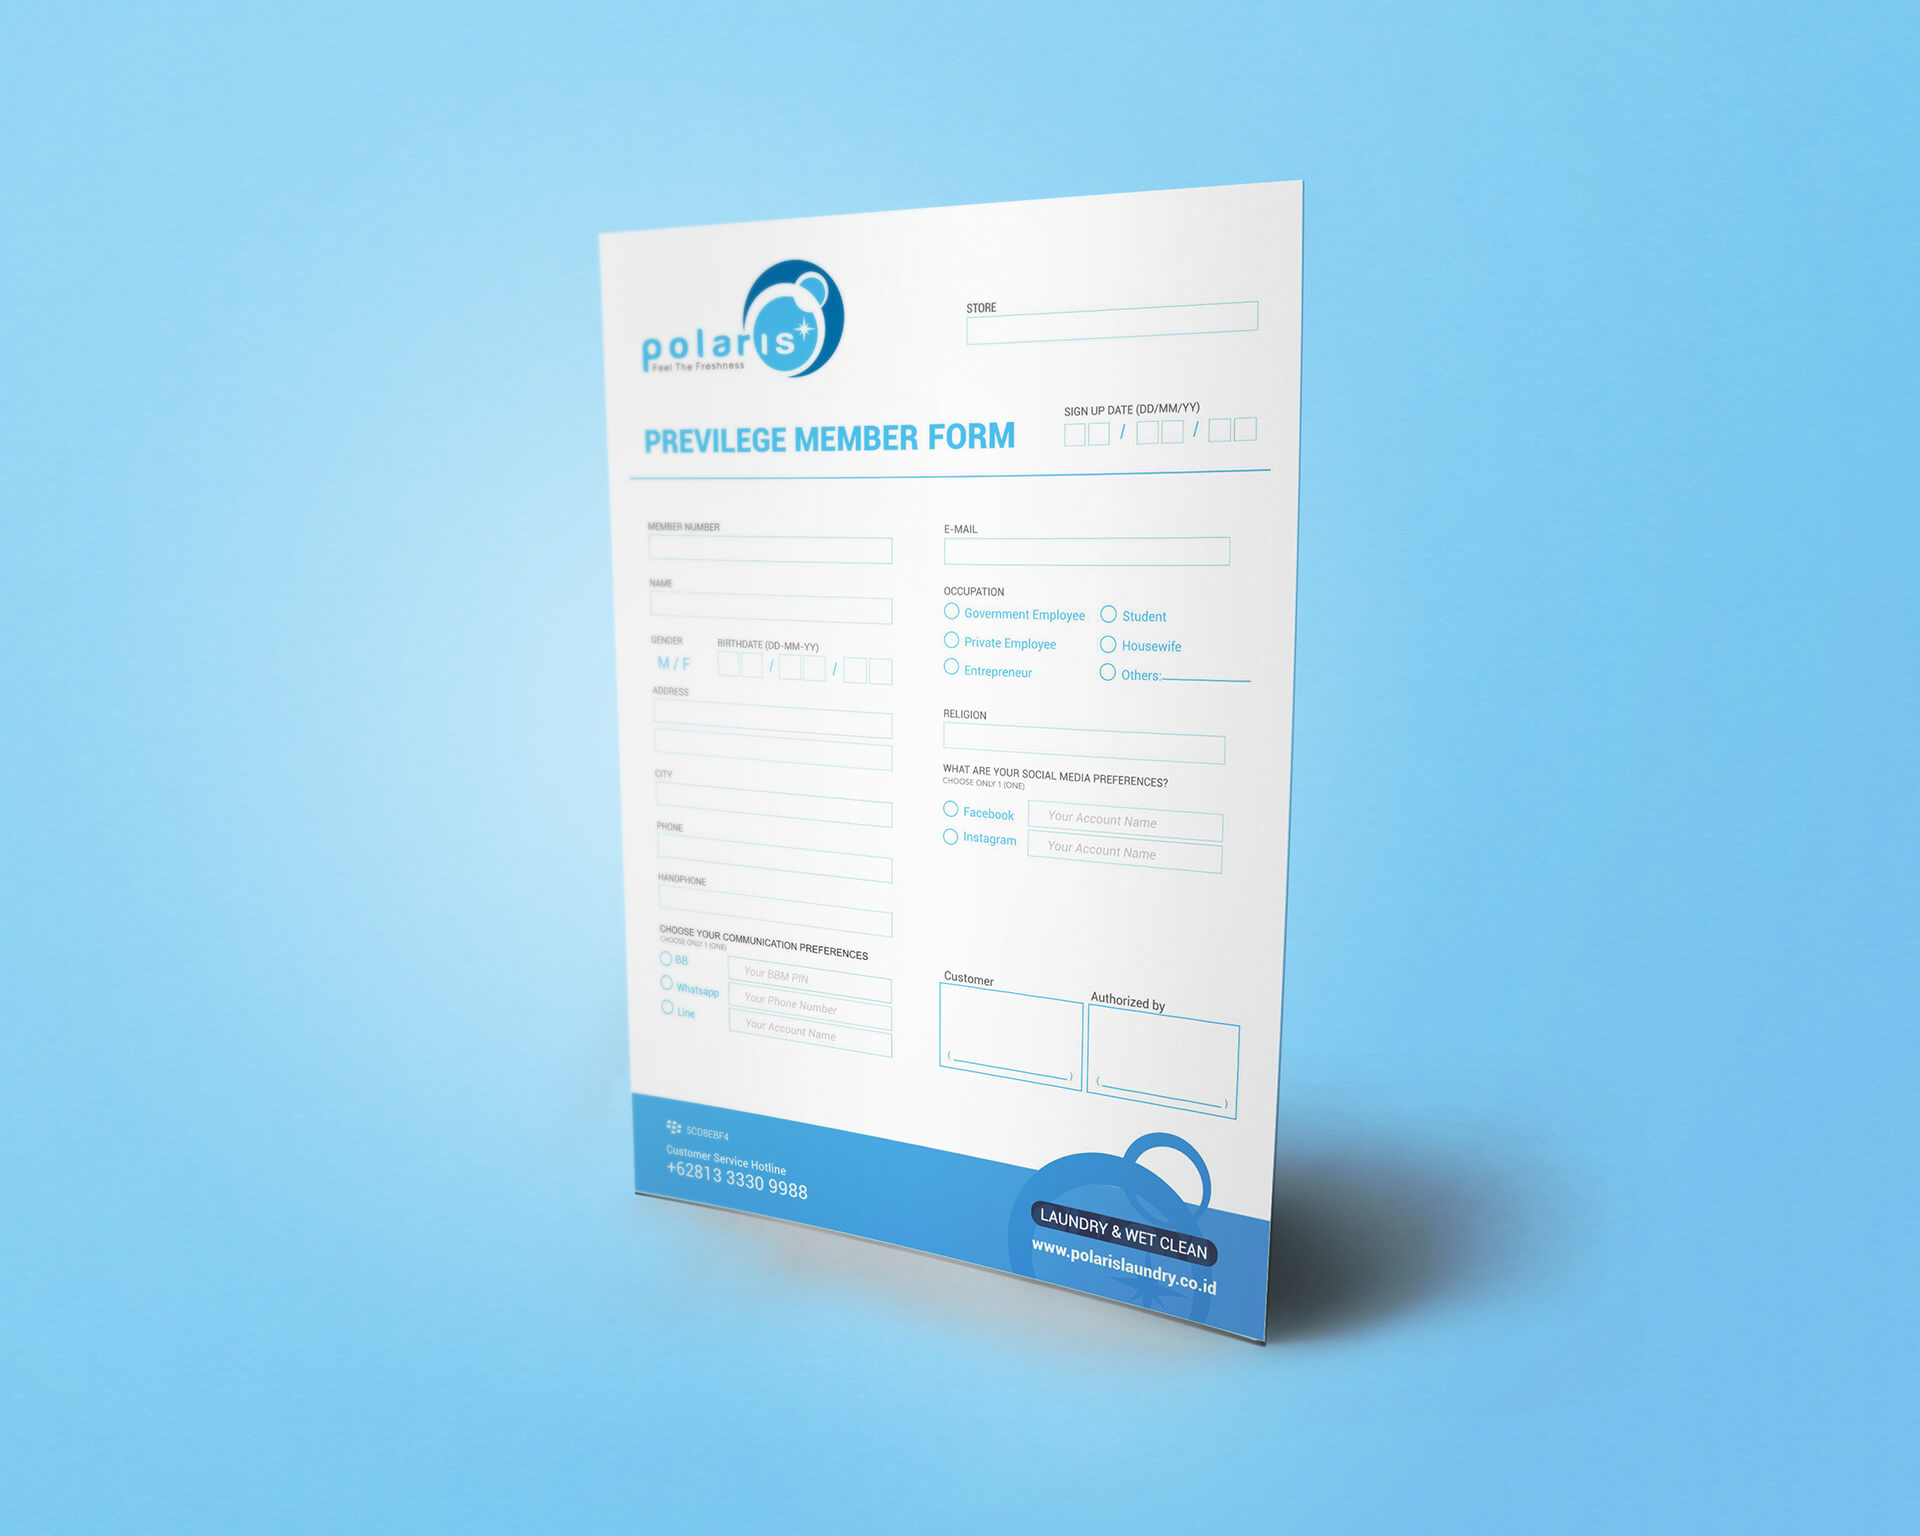 polaris
Feel The Freshness
STORE
PREVILEGE MEMBER FORM
SIGN UP DATE (DD/MM/YY)
/ /
MEMBER NUMBER
NAME
GENDER
M / F
BIRTHDATE (DD-MM-YY)
/ /
ADDRESS
CITY
PHONE
HANDPHONE
CHOOSE YOUR COMMUNICATION PREFERENCES
CHOOSE ONLY 1 (ONE)
BB Your BBM PIN
Whatsapp Your Phone Number
Line Your Account Name
E-MAIL
OCCUPATION
Government Employee Student
Private Employee Housewife
Entrepreneur Others:
RELIGION
WHAT ARE YOUR SOCIAL MEDIA PREFERENCES?
CHOOSE ONLY 1 (ONE)
Facebook Your Account Name
Instagram Your Account Name
Customer
( )
Authorized by
( )
5CD8EBF4
Customer Service Hotline
+62813 3330 9988
LAUNDRY & WET CLEAN
www.polarislaundry.co.id